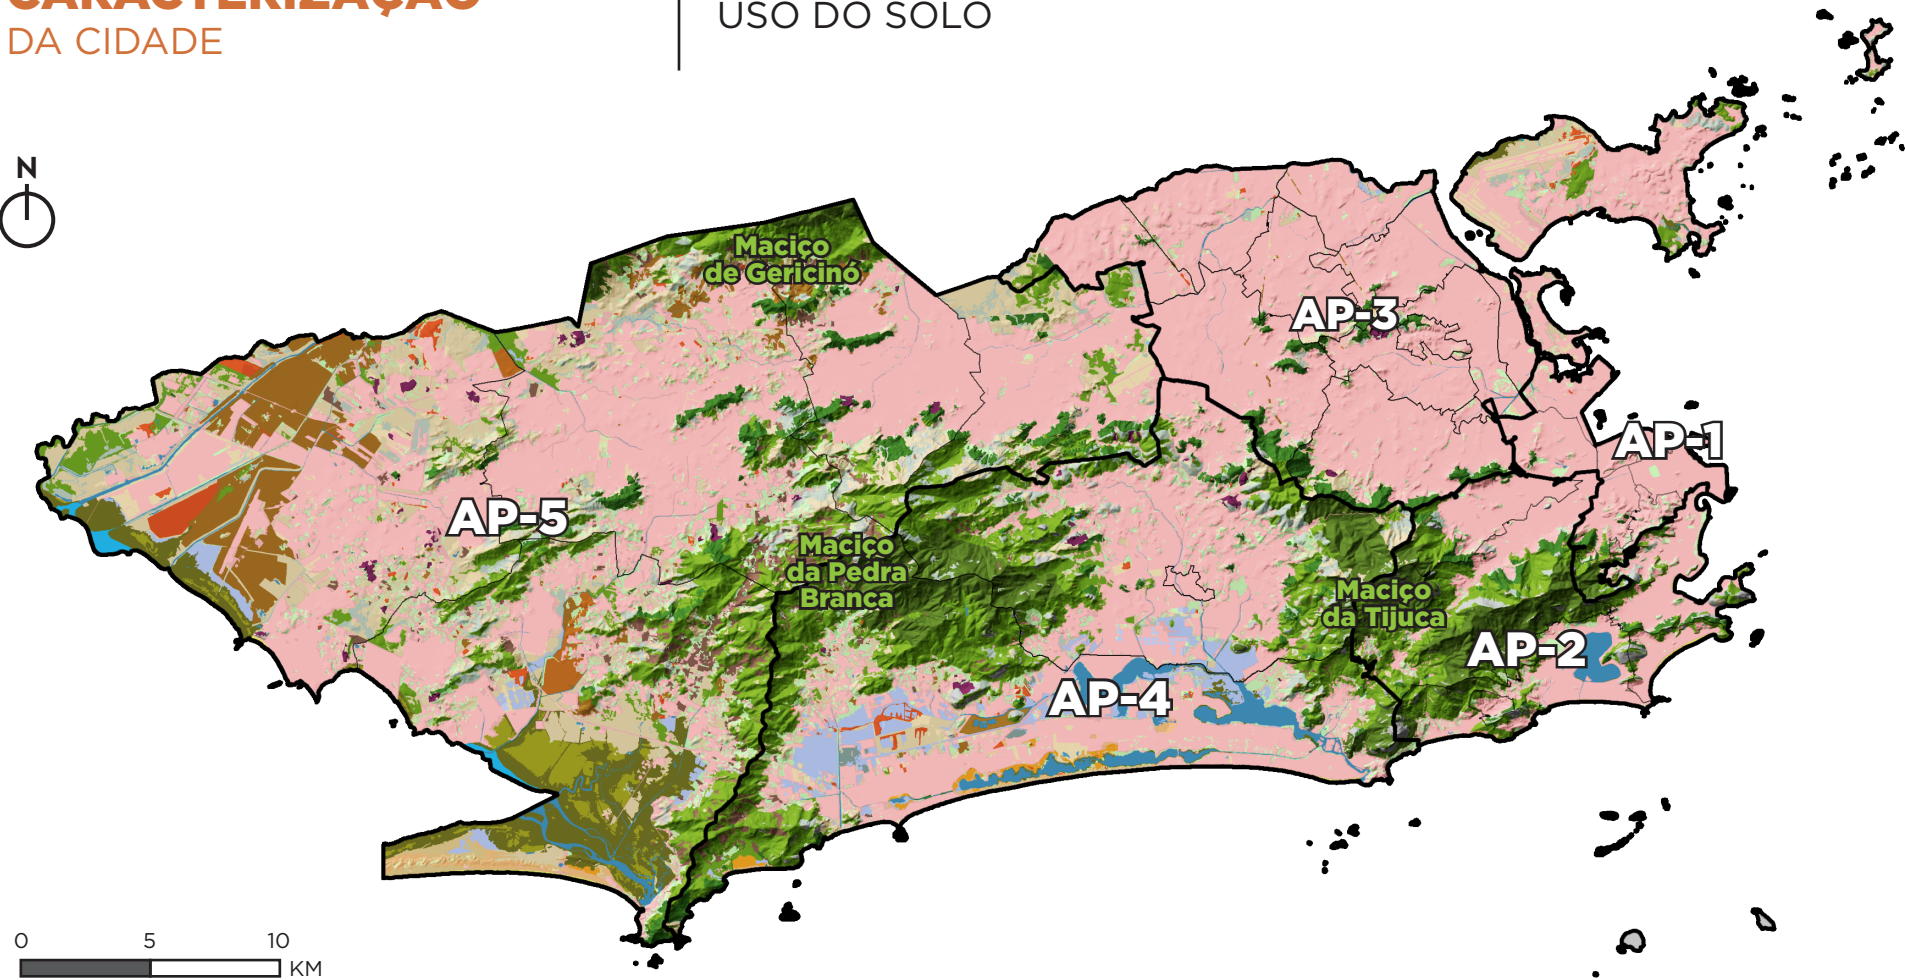 CARACTERIZAÇÃO
DA CIDADE
USO DO SOLO
N
Maciço
de Gericinó
AP-3
AP-1
AP-5
Maciço
da Pedra
Branca
Maciço
da Tijuca
AP-2
AP-4
0 5 10
KM